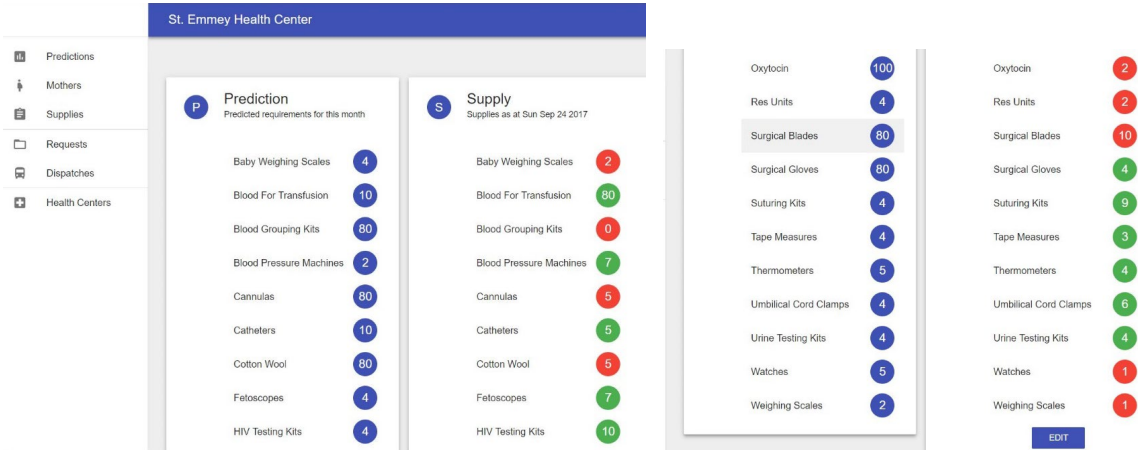 St. Emmey Health Center
Predictions
Mothers
Supplies
Requests
Dispatches
Health Centers
P
Prediction
Predicted requirements for this month
Baby Weighing Scales 4
Blood For Transfusion 10
Blood Grouping Kits 80
Blood Pressure Machines 2
Cannulas 80
Catheters 10
Cotton Wool 80
Fetoscopes 4
HIV Testing Kits 4
S
Supply
Supplies as at Sun Sep 24 2017
Baby Weighing Scales 2
Blood For Transfusion 80
Blood Grouping Kits 0
Blood Pressure Machines 7
Cannulas 5
Catheters 5
Cotton Wool 5
Fetoscopes 7
HIV Testing Kits 10
Oxytocin 100
Res Units 4
Surgical Blades 80
Surgical Gloves 80
Suturing Kits 4
Tape Measures 4
Thermometers 5
Umbilical Cord Clamps 4
Urine Testing Kits 4
Watches 5
Weighing Scales 2
Oxytocin 2
Res Units 2
Surgical Blades 10
Surgical Gloves 4
Suturing Kits 9
Tape Measures 3
Thermometers 4
Umbilical Cord Clamps 6
Urine Testing Kits 4
Watches 1
Weighing Scales 1
EDIT